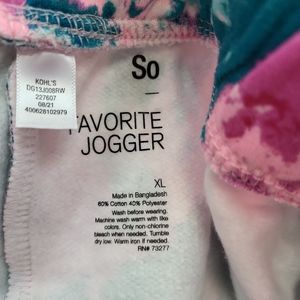 KOHL'S
DG13J008RW
227607
08/21
400628102979
So
FAVORITE
JOGGER
XL
Made in Bangladesh
60% Cotton 40% Polyester
Wash before wearing.
Machine wash warm with like
colors. Only non-chlorine
bleach when needed. Tumble
dry low. Warm iron if needed.
RN# 73277